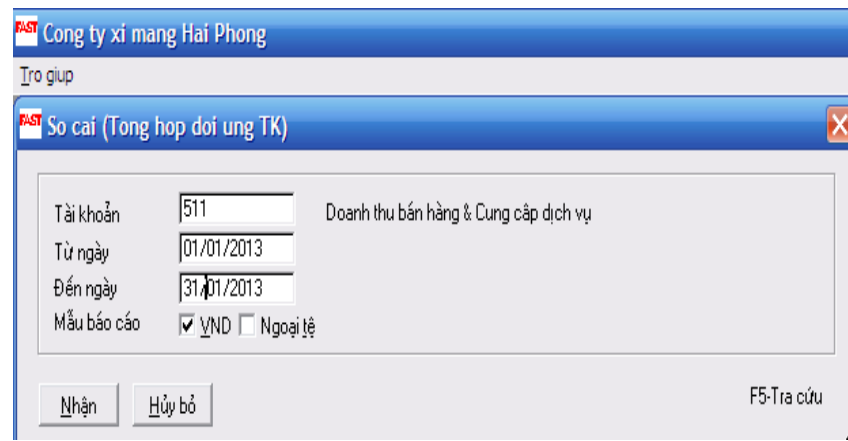 FAST Cong ty xi mang Hai Phong
Tro giup
FAST So cai (Tong hop doi ung TK)
Tài khoản 511 Doanh thu bán hàng & Cung câp dịch vụ
Từ ngày 01/01/2013
Đến ngày 31/01/2013
Mẫu báo cáo VND Ngoại tệ
Nhận Hủy bỏ F5-Tra cứu